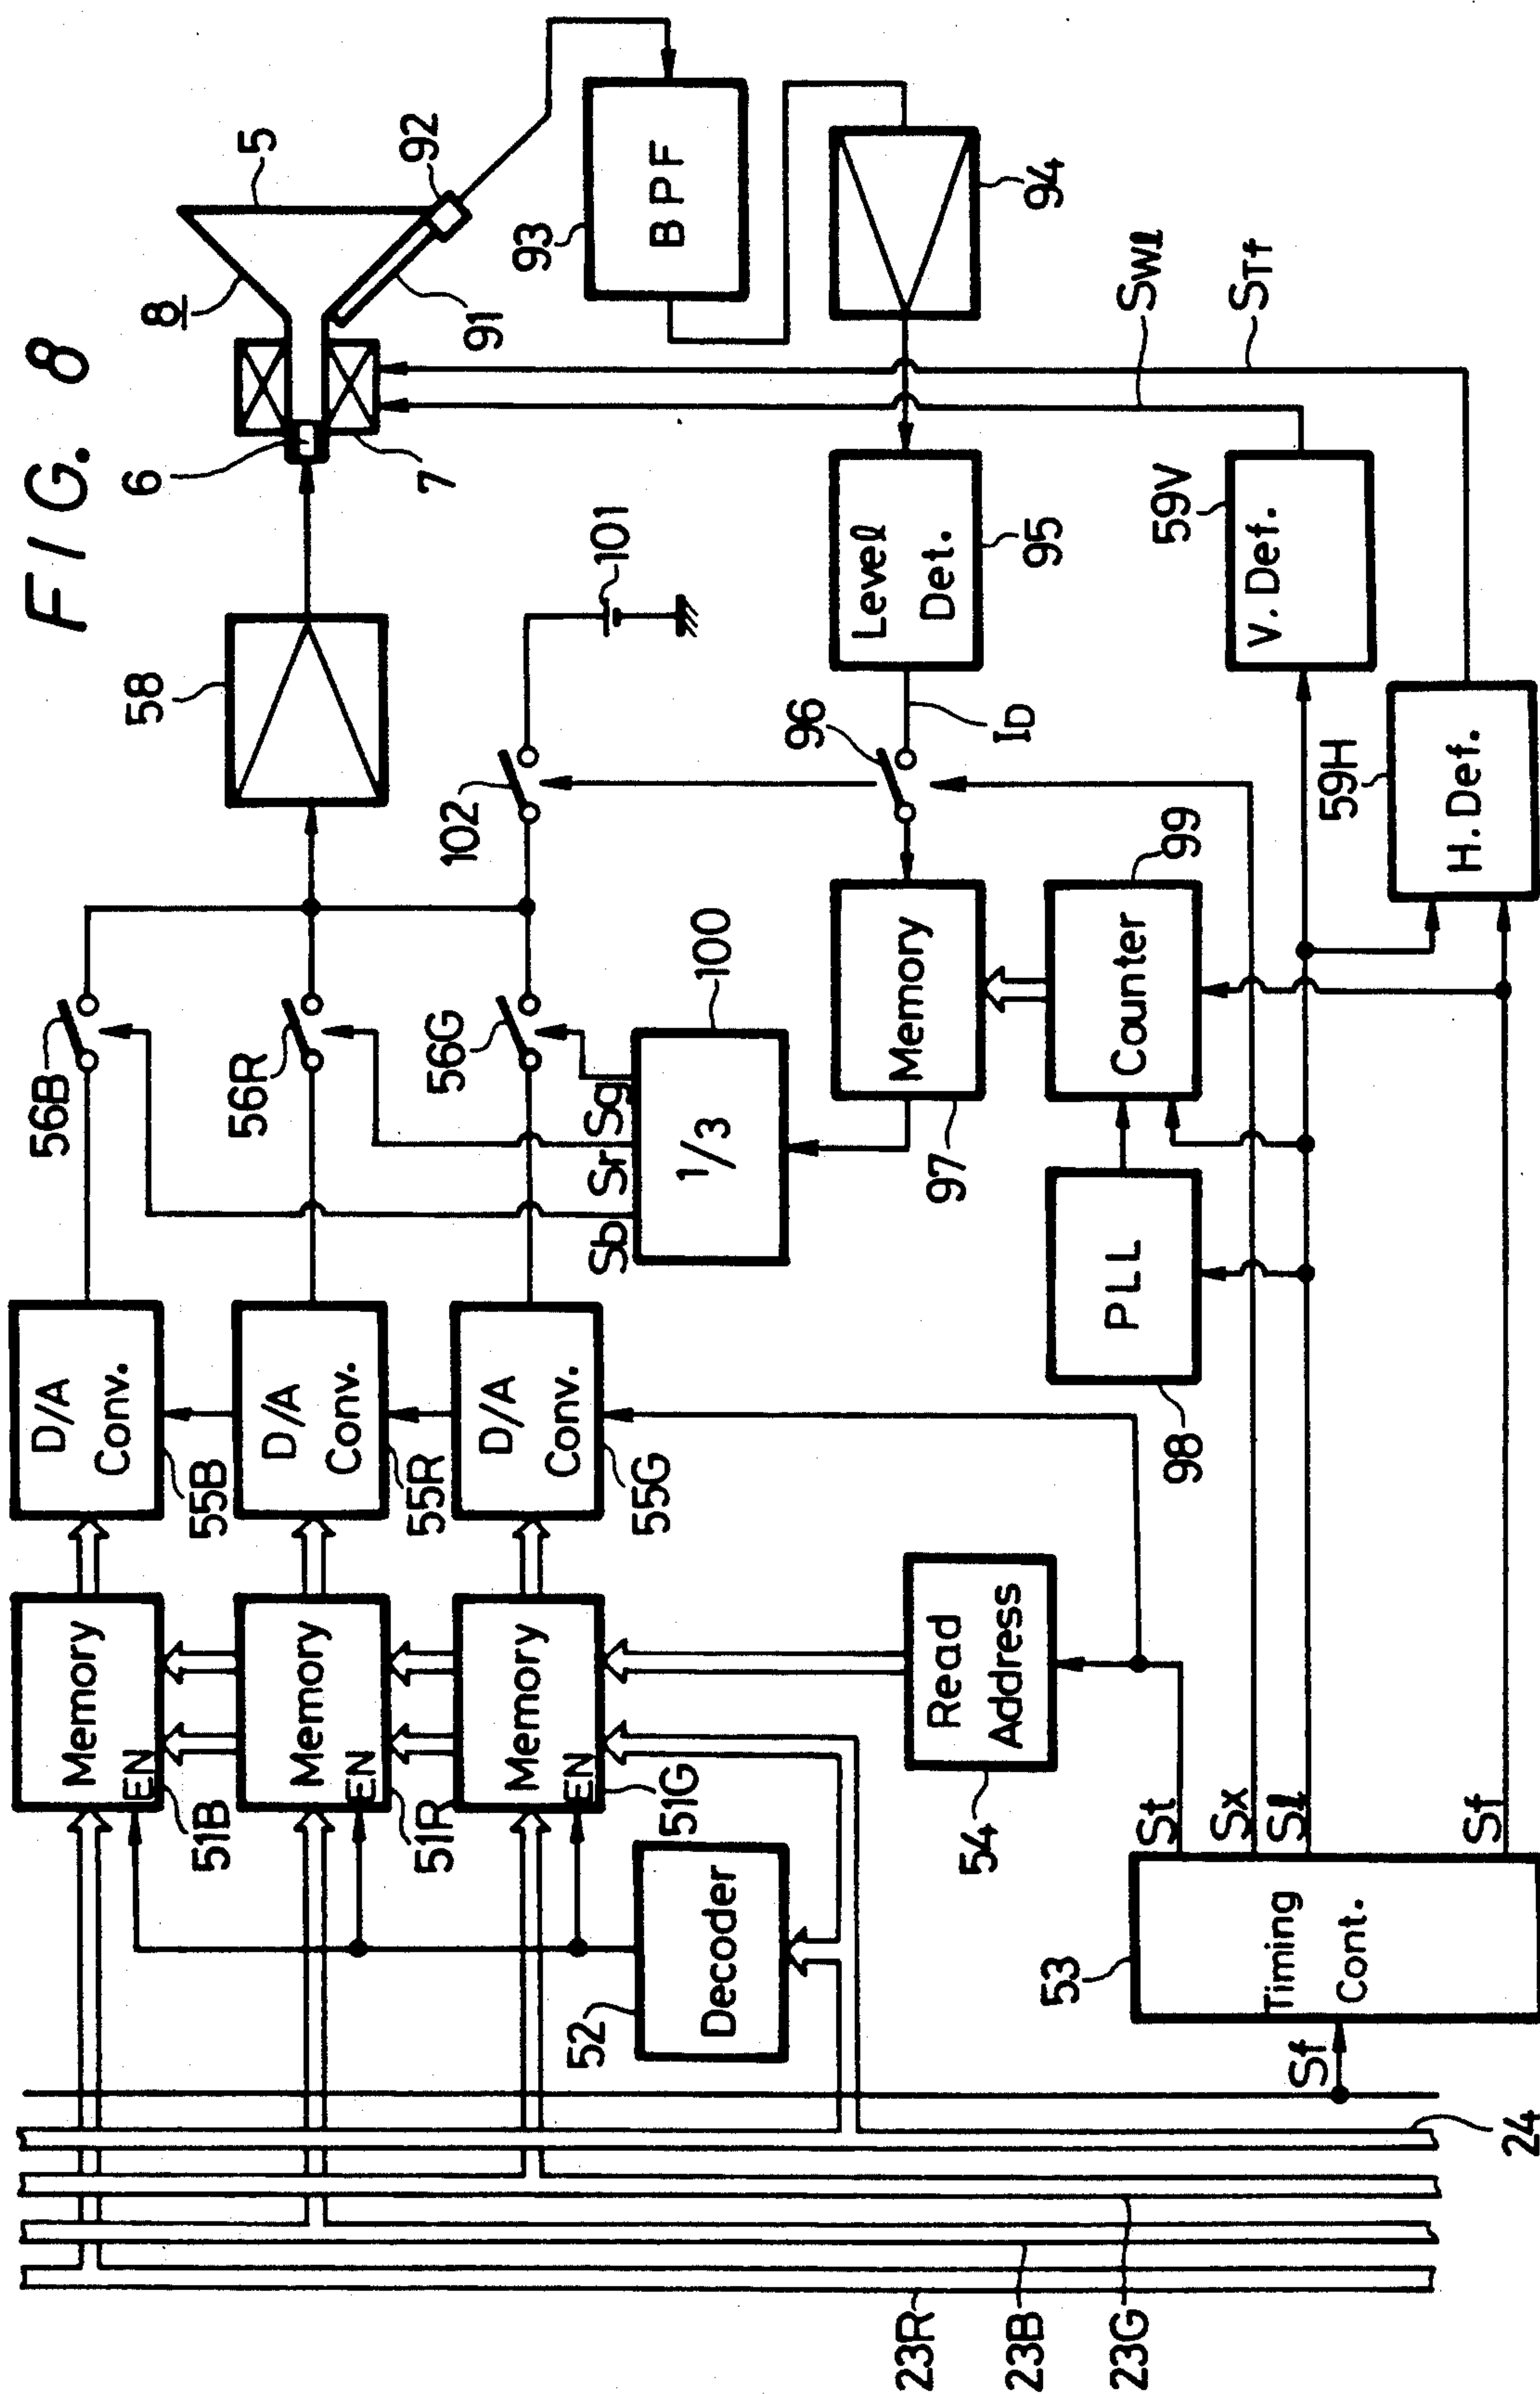 FIG. 8
23R
23B
23G
24
Sf
52
Decoder
53
Timing
Cont.
St
Sx
Sl
Sf
51B
Memory
EN
51R
Memory
EN
51G
Memory
EN
54
Read
Address
55B
D/A
Conv.
55R
D/A
Conv.
55G
D/A
Conv.
56B
56R
56G
Sb
Sr
Sg
1/3
100
98
PLL
97
Memory
Counter
99
102
101
96
ID
58
95
Level
Det.
59V
V. Def.
59H
H. Def.
6
7
8
5
91
92
93
BPF
94
SWl
STf